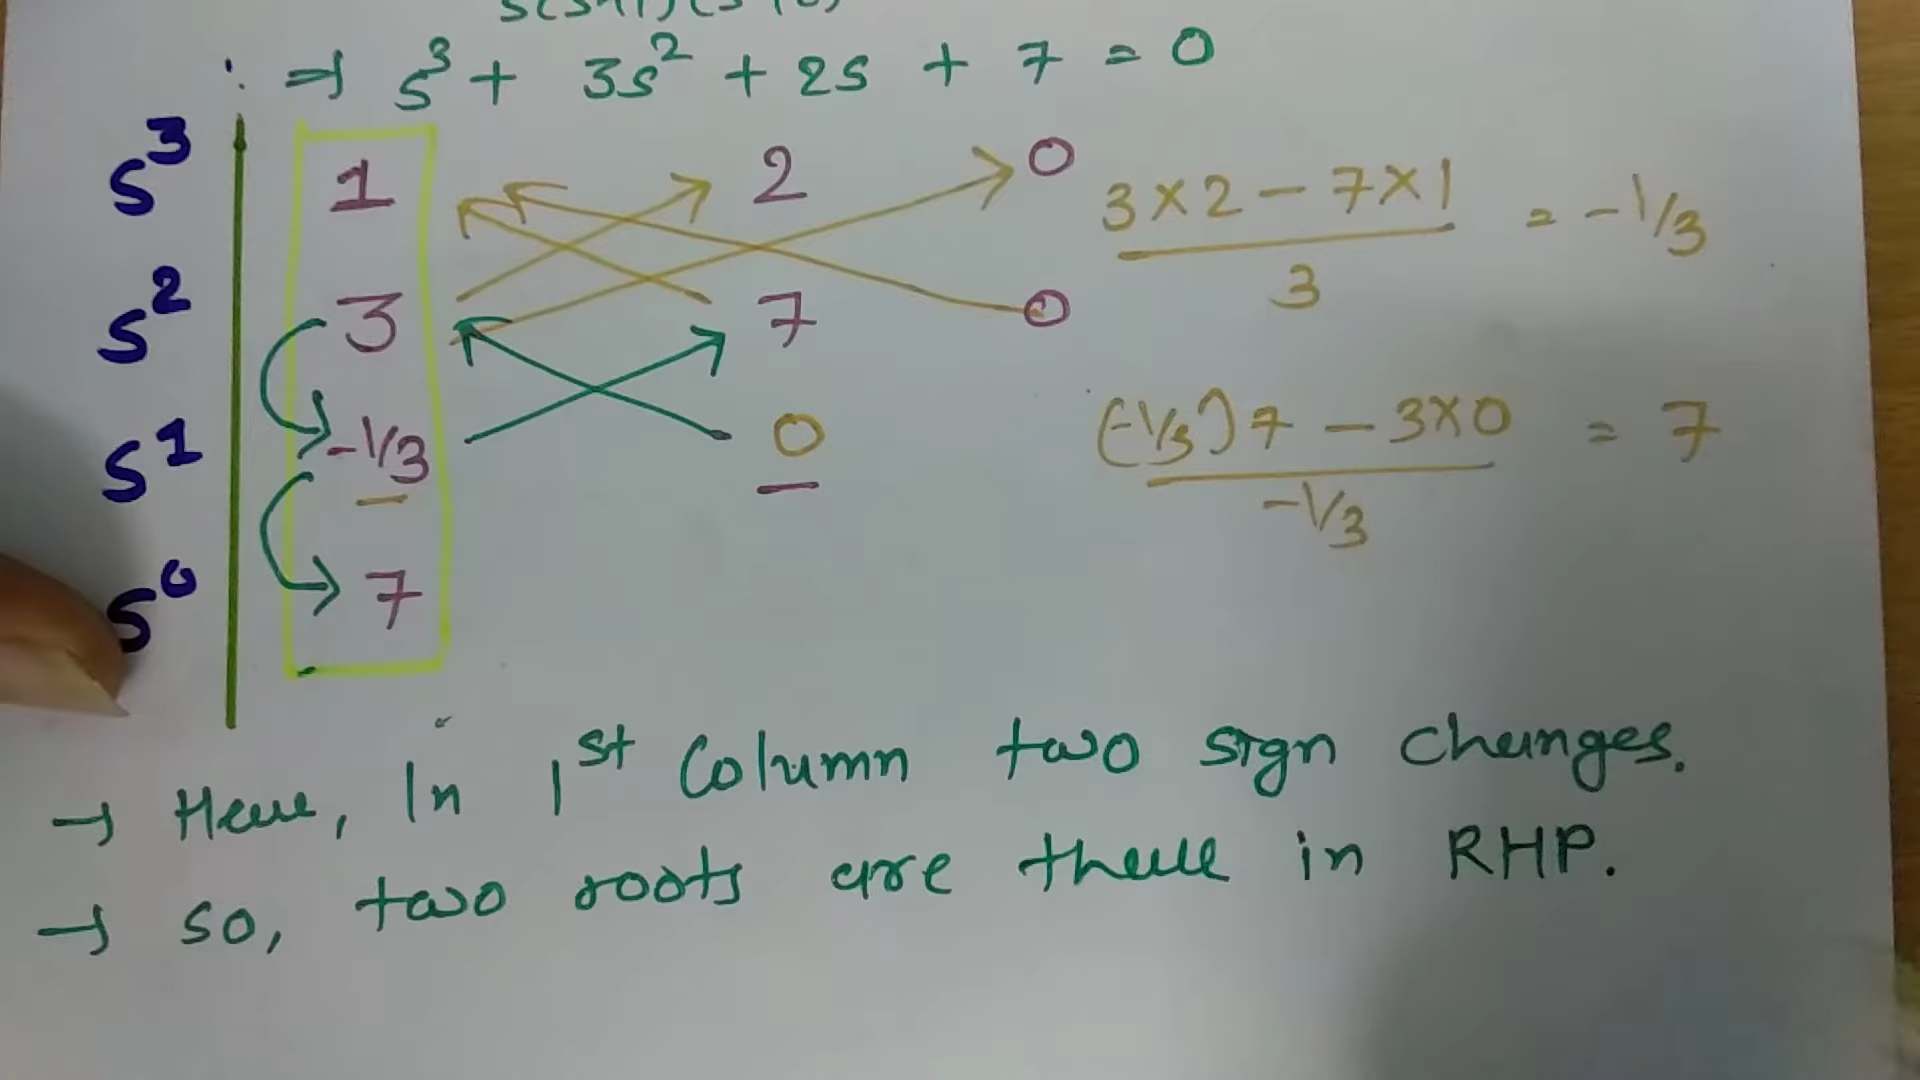 ∴ ⇒ s³ + 3s² + 2s + 7 = 0
s³ 1 2 0 (3×2 − 7×1)/3 = -1/3
s² 3 7 0
s¹ -1/3 0 ((-1/3)7 − 3×0)/(-1/3) = 7
s⁰ 7
→ Here, In 1st Column two sign changes.
→ so, two roots are there in RHP.